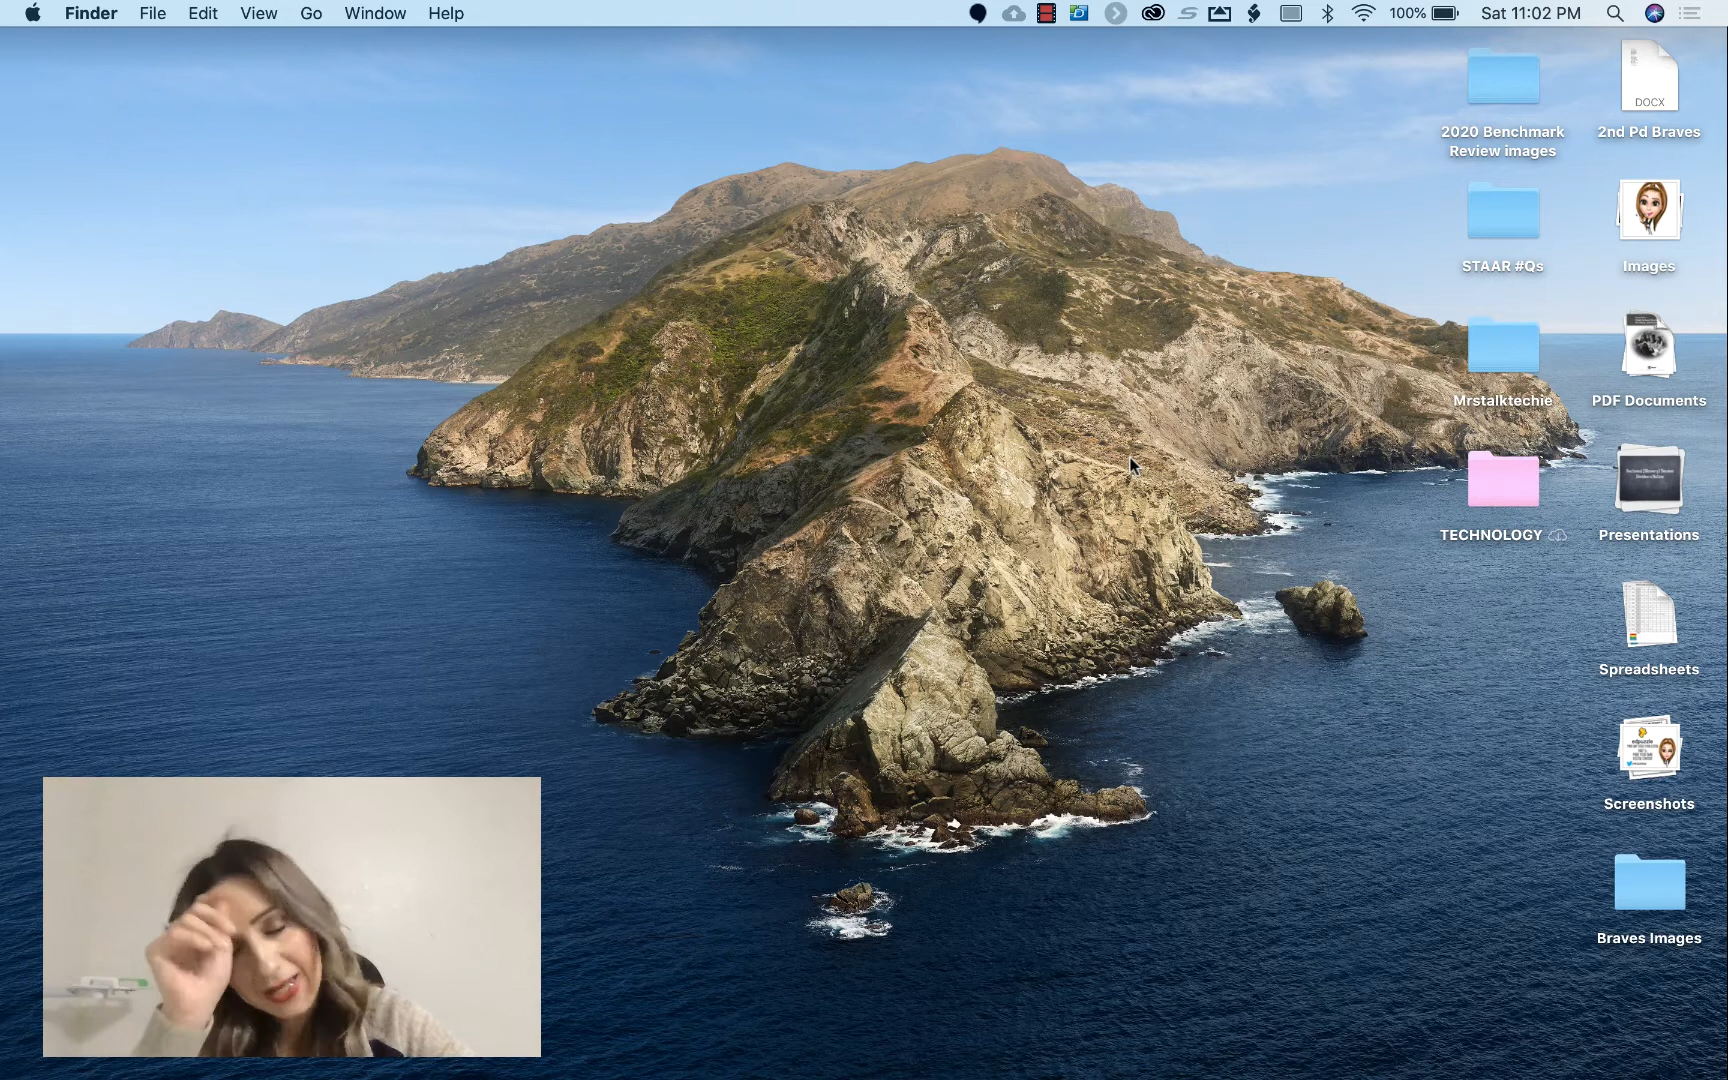 Finder File Edit View Go Window Help 100% Sat 11:02 PM
2020 Benchmark
Review images
DOCX
2nd Pd Braves
STAAR #Qs
Images
Mrstalktechie
PDF Documents
TECHNOLOGY
Presentations
Spreadsheets
edpuzzle
Screenshots
Braves Images